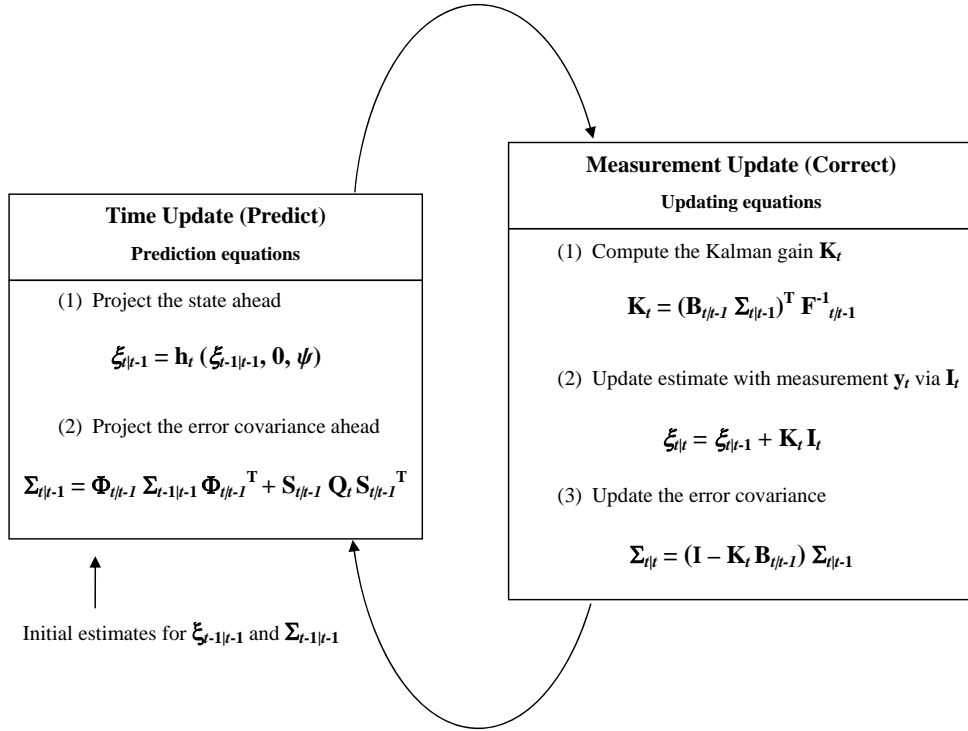 Time Update (Predict)
Prediction equations
(1) Project the state ahead
ξt|t-1 = ht (ξt-1|t-1, 0, ψ)
(2) Project the error covariance ahead
Σt|t-1 = Φt/t-1 Σt-1|t-1 Φt/t-1T + St/t-1 Qt St/t-1T
Initial estimates for ξt-1|t-1 and Σt-1|t-1
Measurement Update (Correct)
Updating equations
(1) Compute the Kalman gain Kt
Kt = (Bt/t-1 Σt|t-1)T F-1t/t-1
(2) Update estimate with measurement yt via It
ξt|t = ξt|t-1 + Kt It
(3) Update the error covariance
Σt|t = (I – Kt Bt/t-1) Σt|t-1